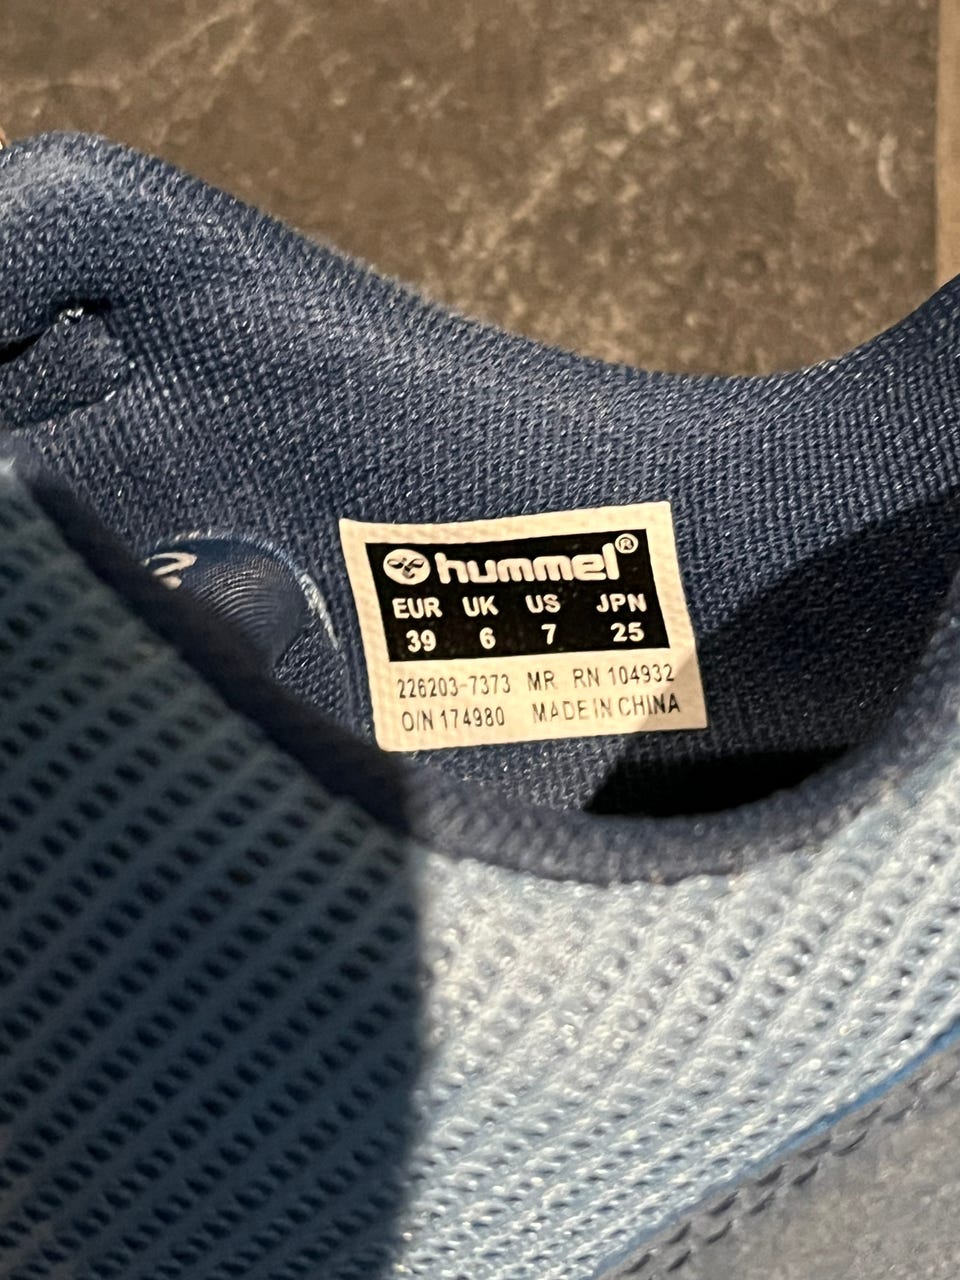 hummel®
EUR UK US JPN
39 6 7 25
226203-7373 MR RN 104932
O/N 174980 MADE IN CHINA